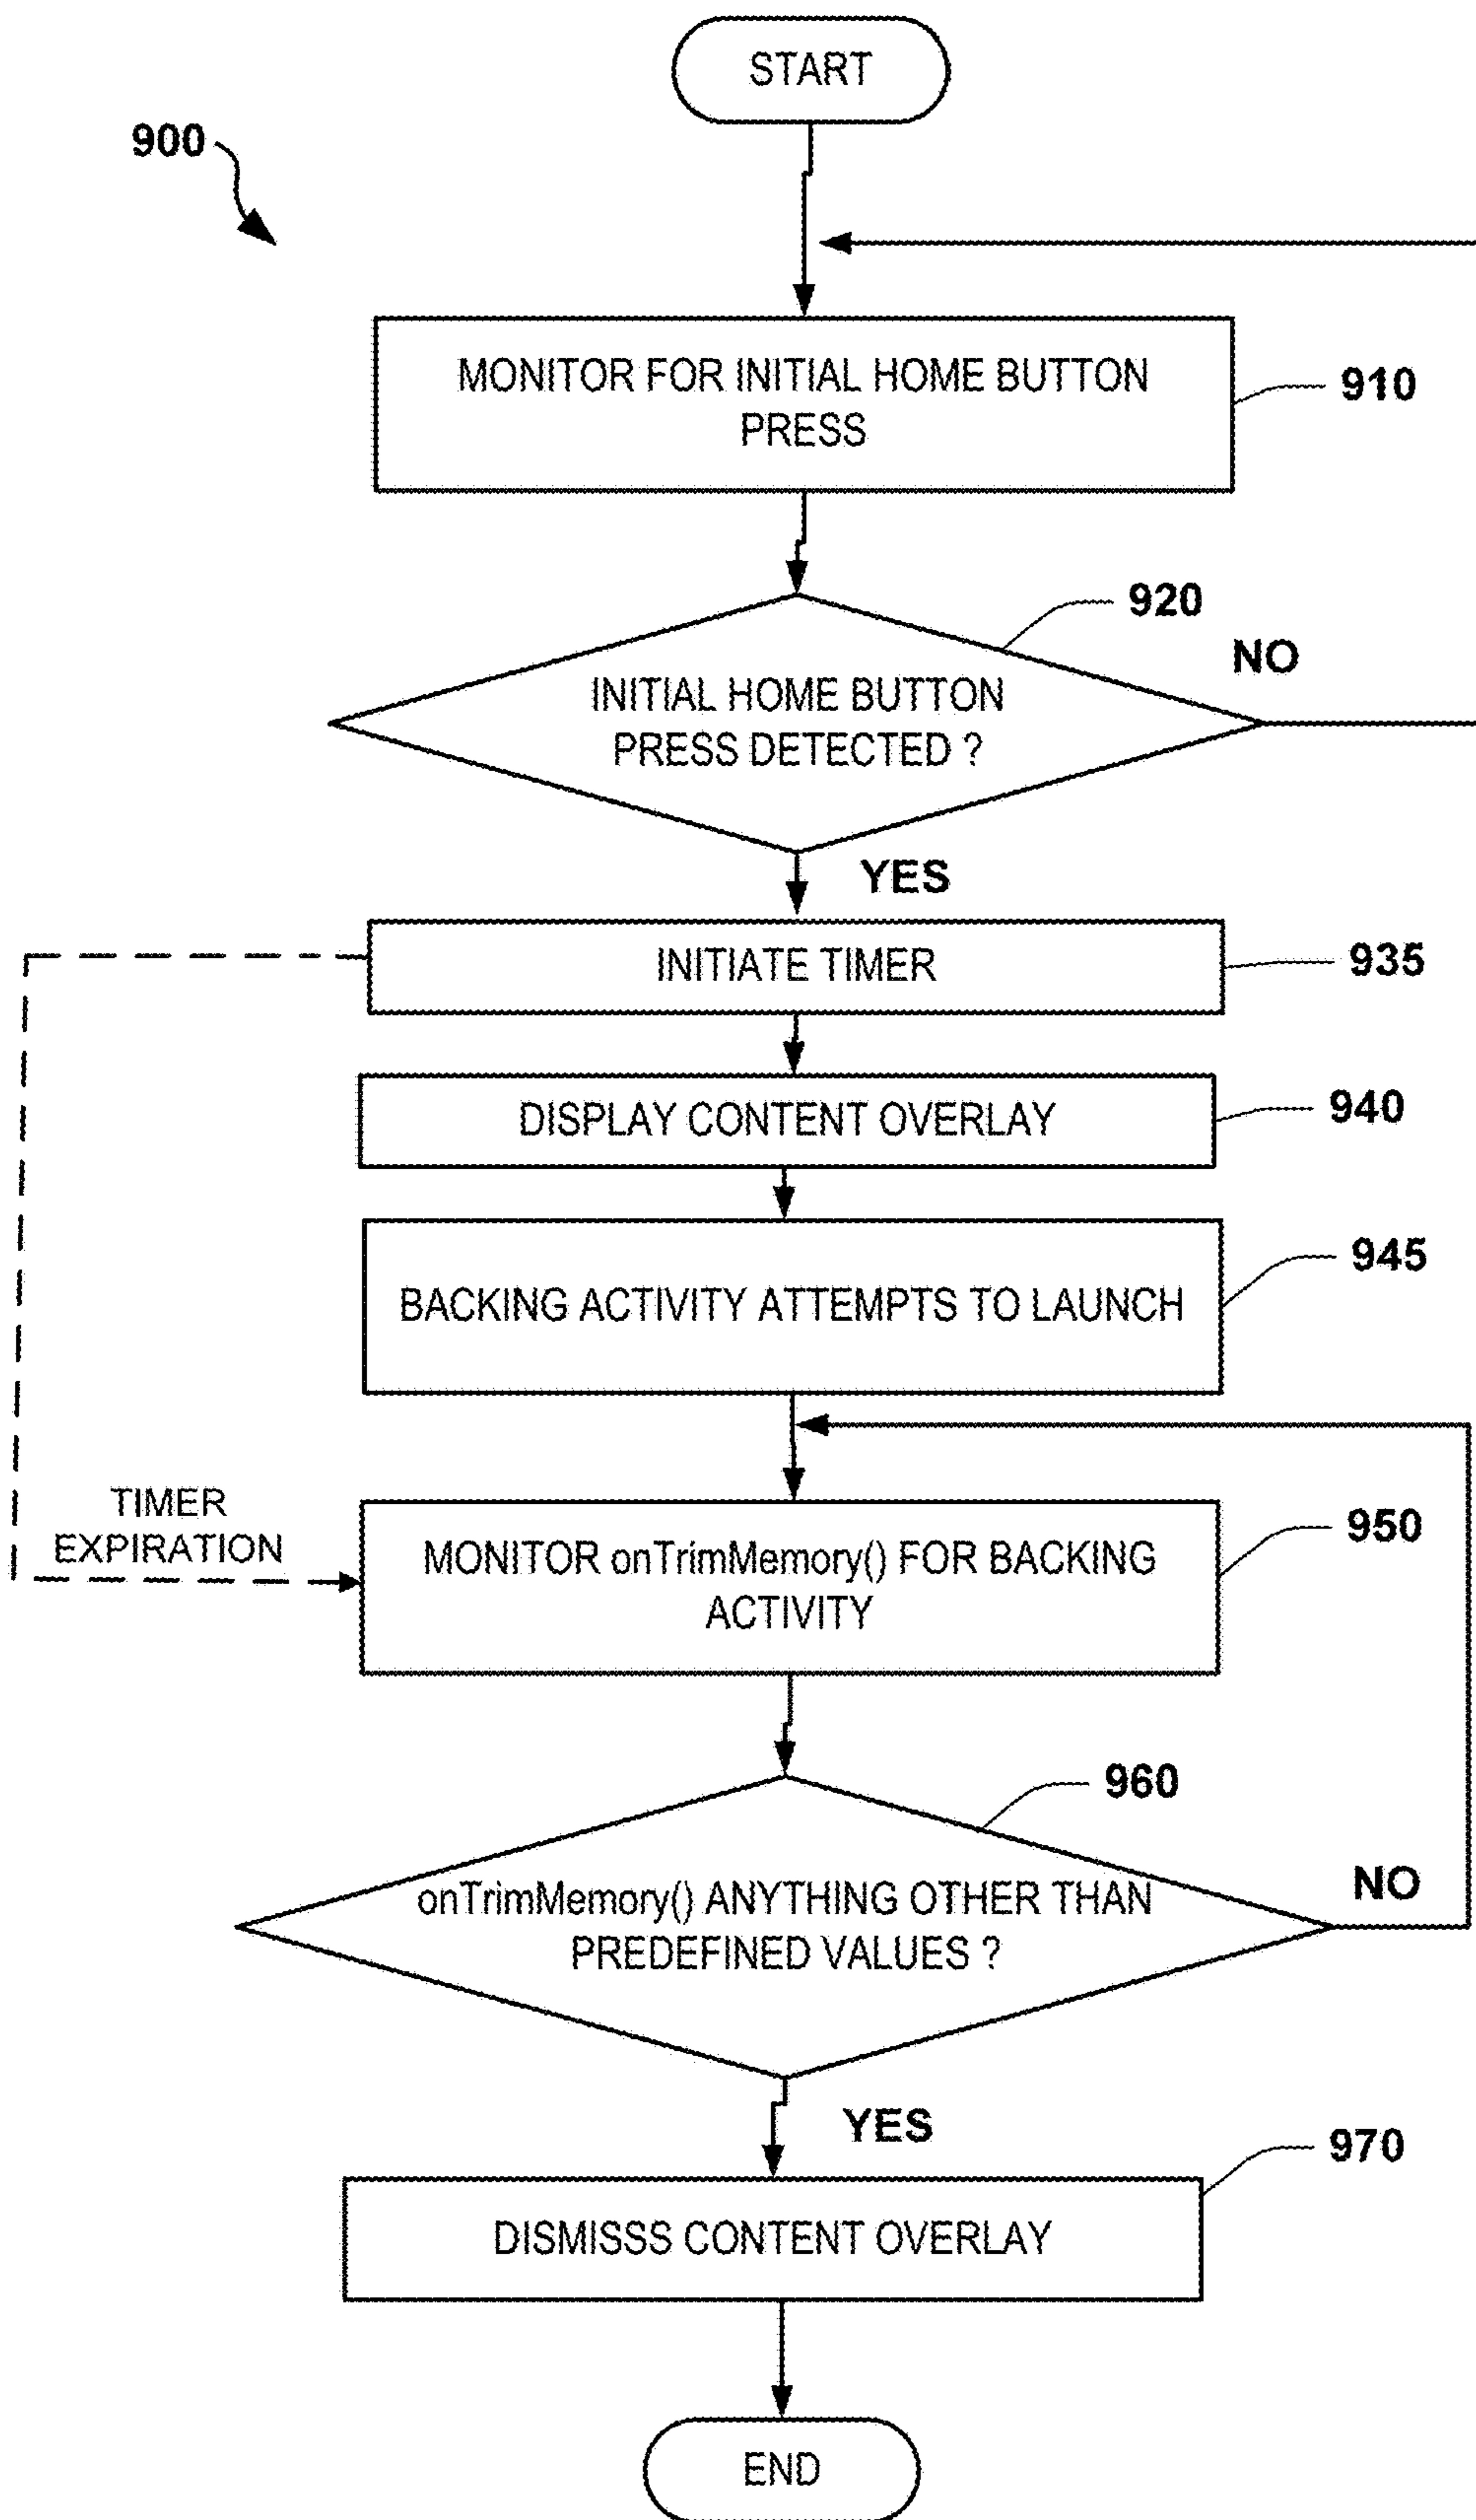 START
900
MONITOR FOR INITIAL HOME BUTTON
PRESS
910
920
NO
INITIAL HOME BUTTON
PRESS DETECTED ?
YES
INITIATE TIMER
935
DISPLAY CONTENT OVERLAY
940
945
BACKING ACTIVITY ATTEMPTS TO LAUNCH
TIMER
EXPIRATION
950
MONITOR onTrimMemory() FOR BACKING
ACTIVITY
960
NO
onTrimMemory() ANYTHING OTHER THAN
PREDEFINED VALUES ?
YES
970
DISMISSS CONTENT OVERLAY
END